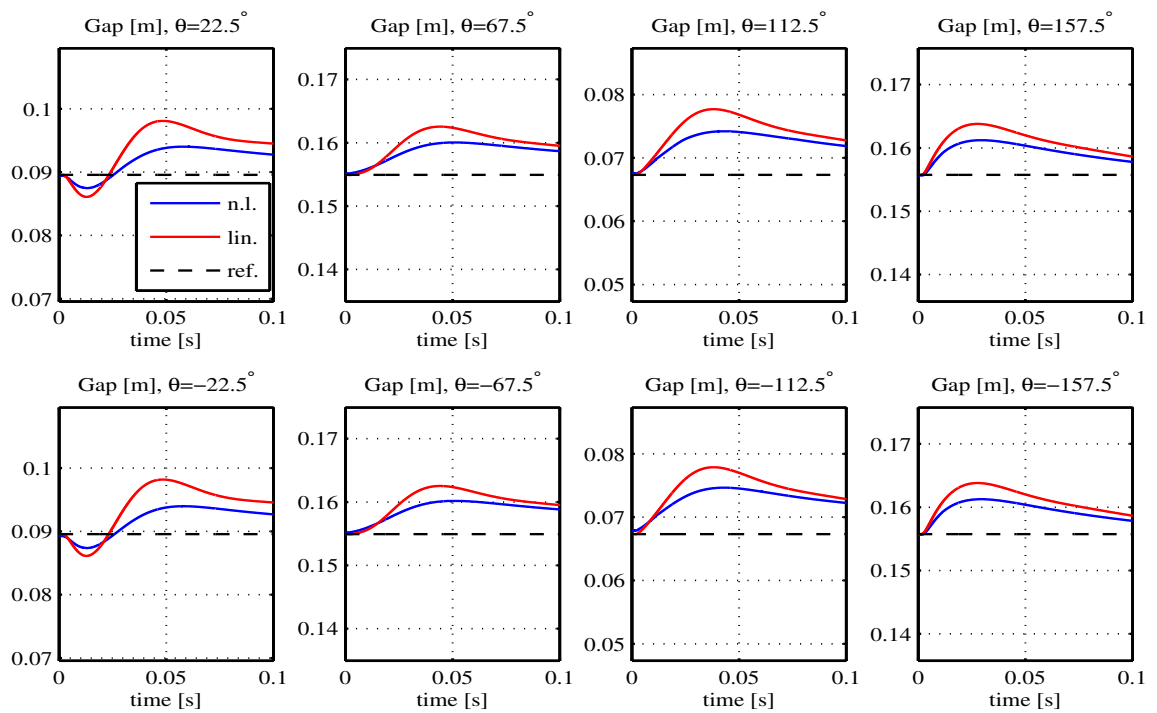 Gap [m], θ=22.5°
Gap [m], θ=67.5°
Gap [m], θ=112.5°
Gap [m], θ=157.5°
0.1
0.09
0.08
0.07
n.l.
lin.
ref.
0
0.05
0.1
time [s]
0.17
0.16
0.15
0.14
0
0.05
0.1
time [s]
0.08
0.07
0.06
0.05
0
0.05
0.1
time [s]
0.17
0.16
0.15
0.14
0
0.05
0.1
time [s]
Gap [m], θ=−22.5°
Gap [m], θ=−67.5°
Gap [m], θ=−112.5°
Gap [m], θ=−157.5°
0.1
0.09
0.08
0.07
0
0.05
0.1
time [s]
0.17
0.16
0.15
0.14
0
0.05
0.1
time [s]
0.08
0.07
0.06
0.05
0
0.05
0.1
time [s]
0.17
0.16
0.15
0.14
0
0.05
0.1
time [s]